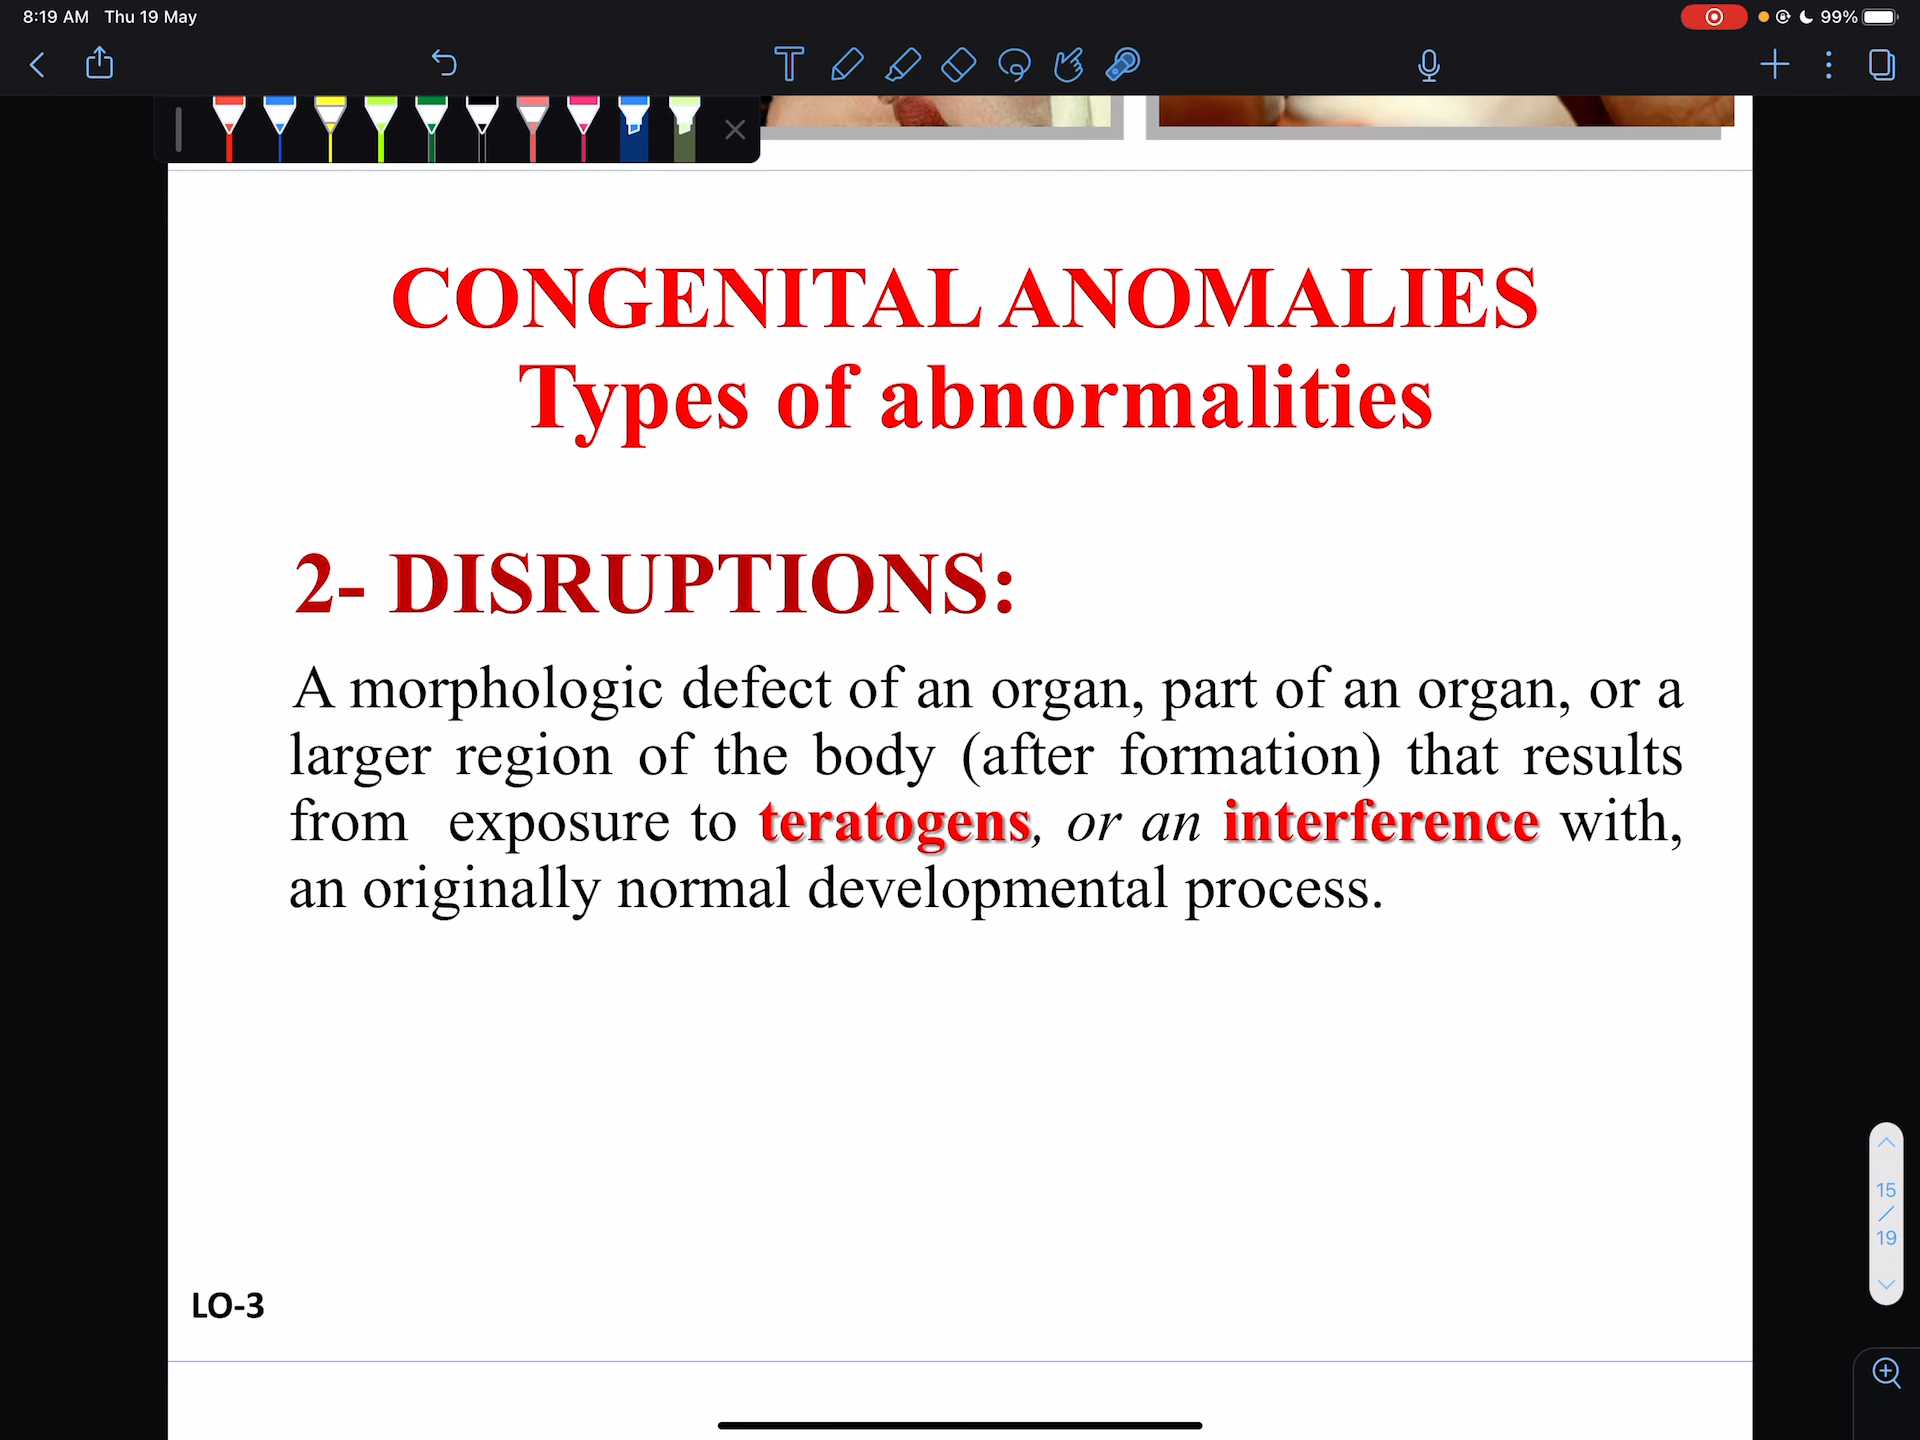 8:19 AM Thu 19 May
99%
CONGENITAL ANOMALIES
Types of abnormalities
2- DISRUPTIONS:
A morphologic defect of an organ, part of an organ, or a
larger region of the body (after formation) that results
from exposure to teratogens, or an interference with,
an originally normal developmental process.
15
/
19
LO-3